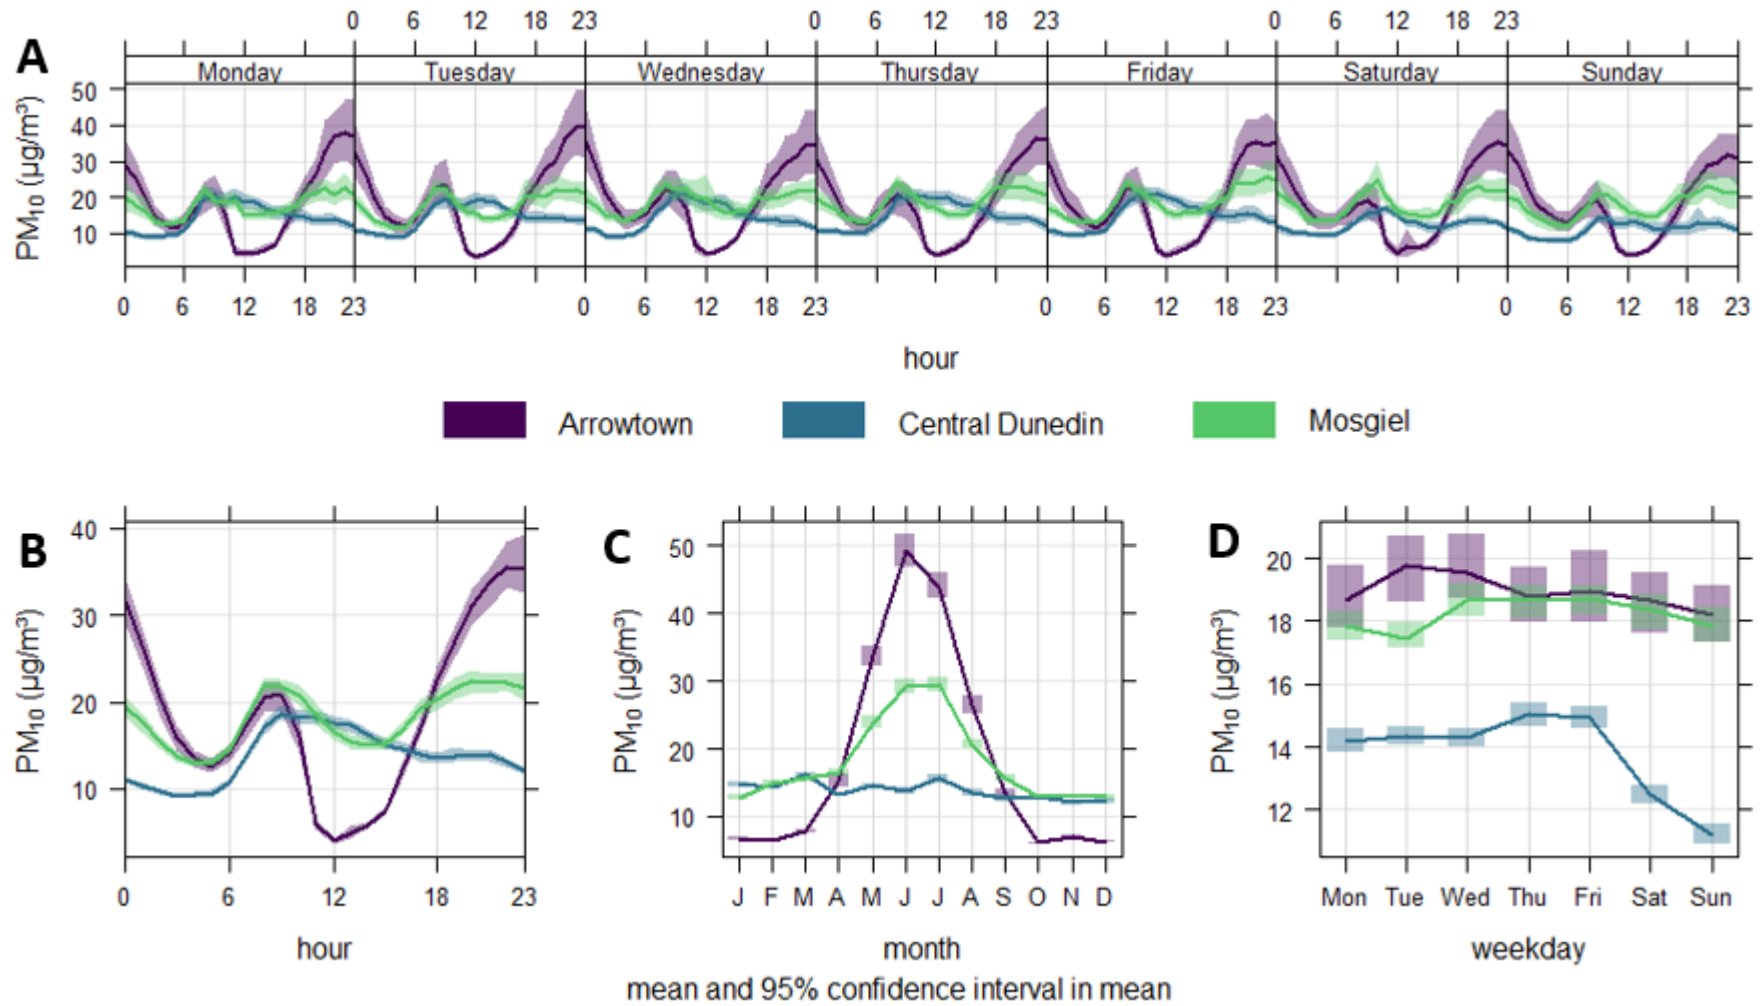 0 6 12 18 23 0 6 12 18 23 0 6 12 18 23
A
Monday Tuesday Wednesday Thursday Friday Saturday Sunday
PM₁₀ (µg/m³)
50
40
30
20
10
0 6 12 18 23 0 6 12 18 23 0 6 12 18 23 0 6 12 18 23
hour
Arrowtown Central Dunedin Mosgiel
B
PM₁₀ (µg/m³)
40
30
20
10
0 6 12 18 23
hour
C
PM₁₀ (µg/m³)
50
40
30
20
10
J F M A M J J A S O N D
month
D
PM₁₀ (µg/m³)
20
18
16
14
12
Mon Tue Wed Thu Fri Sat Sun
weekday
mean and 95% confidence interval in mean